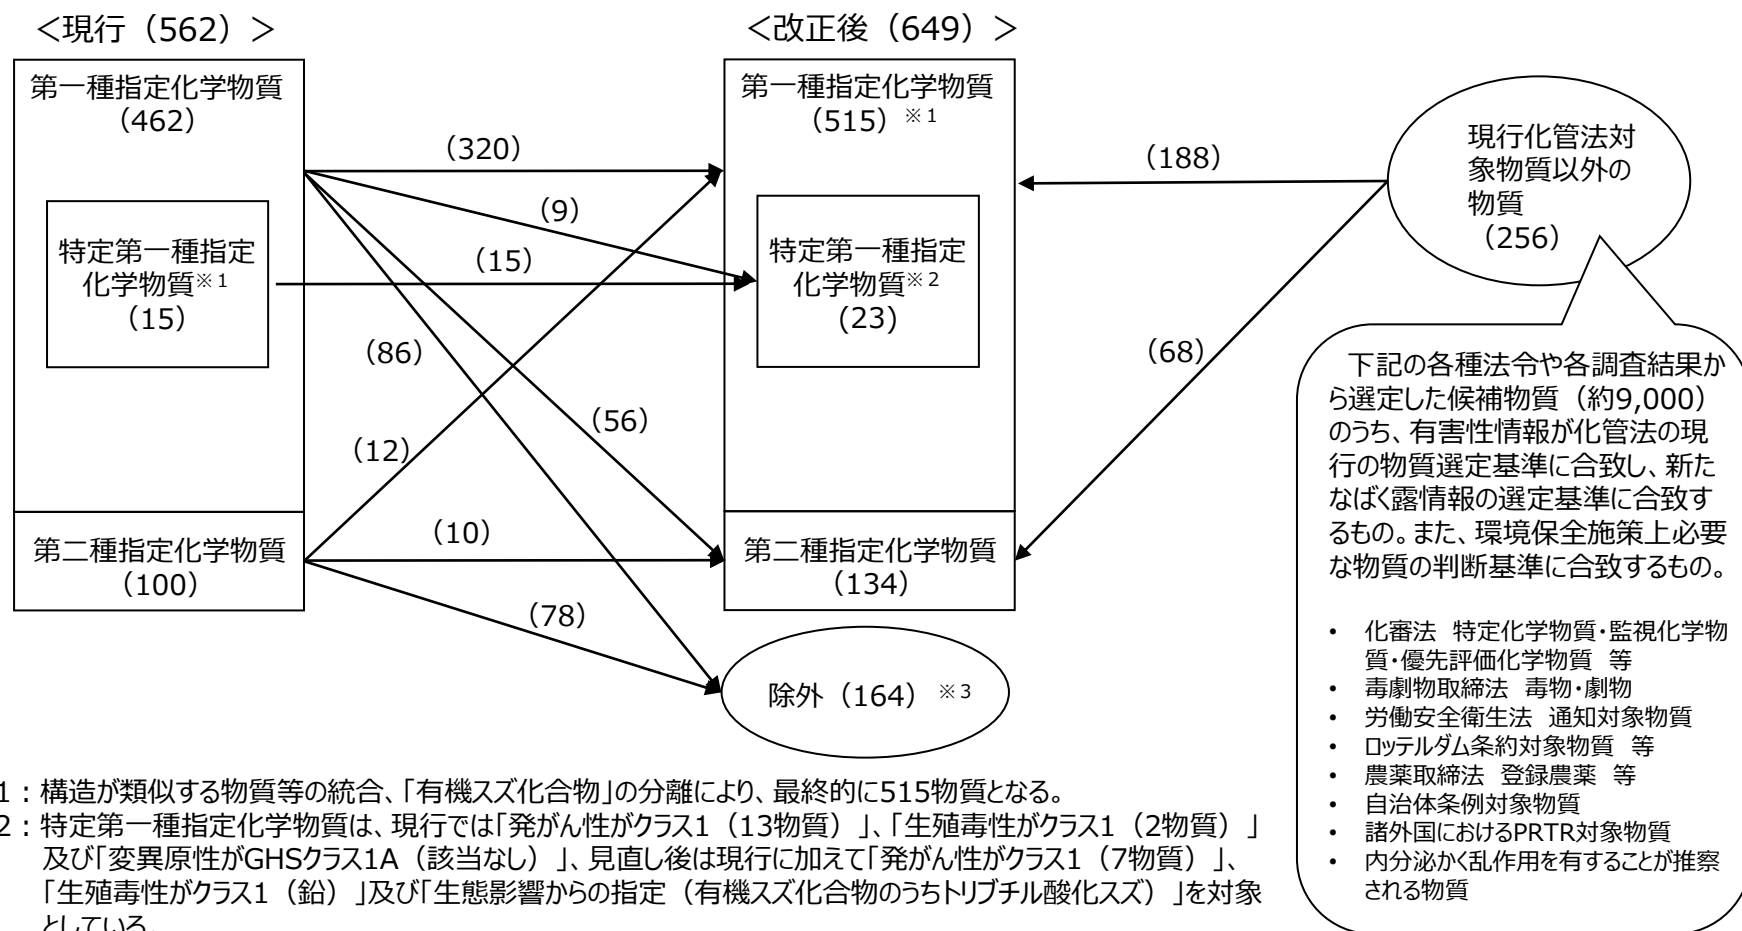 ＜現行（562）＞
第一種指定化学物質
（462）
特定第一種指定
化学物質※1
（15）
第二種指定化学物質
（100）
（320）
（9）
（15）
（86）
（56）
（12）
（10）
（78）
＜改正後（649）＞
第一種指定化学物質
（515）※1
特定第一種指定
化学物質※2
(23)
第二種指定化学物質
（134）
除外（164）※3
（188）
（68）
現行化管法対
象物質以外の
物質
（256）
下記の各種法令や各調査結果か
ら選定した候補物質（約9,000）
のうち、有害性情報が化管法の現
行の物質選定基準に合致し、新た
なばく露情報の選定基準に合致す
るもの。また、環境保全施策上必要
な物質の判断基準に合致するもの。
• 化審法 特定化学物質・監視化学物
質・優先評価化学物質 等
• 毒劇物取締法 毒物・劇物
• 労働安全衛生法 通知対象物質
• ロッテルダム条約対象物質 等
• 農薬取締法 登録農薬 等
• 自治体条例対象物質
• 諸外国におけるPRTR対象物質
• 内分泌かく乱作用を有することが推察
される物質
1：構造が類似する物質等の統合、「有機スズ化合物」の分離により、最終的に515物質となる。
2：特定第一種指定化学物質は、現行では「発がん性がクラス1（13物質）」、「生殖毒性がクラス1（2物質）」
及び「変異原性がGHSクラス1A（該当なし）」、見直し後は現行に加えて「発がん性がクラス1（7物質）」、
「生殖毒性がクラス1（鉛）」及び「生態影響からの指定（有機スズ化合物のうちトリブチル酸化スズ）」を対象
としている。